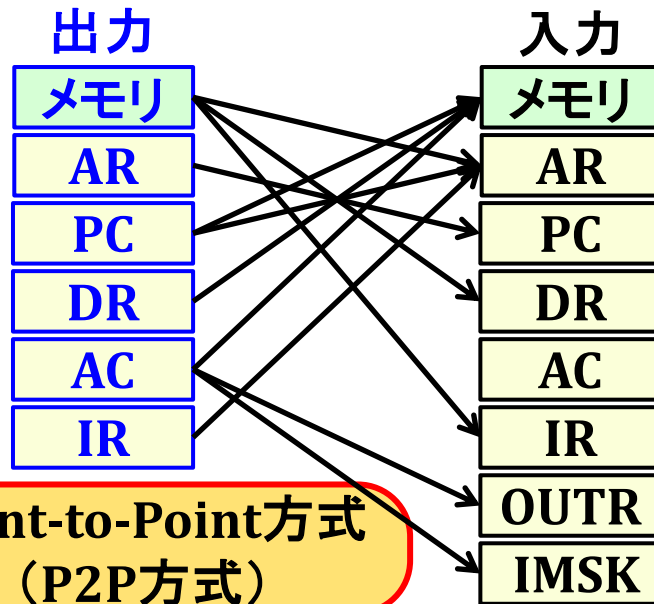 出力
入力
メモリ
メモリ
AR
AR
PC
PC
DR
DR
AC
AC
IR
IR
OUTR
nt-to-Point方式
IMSK
（P2P方式）